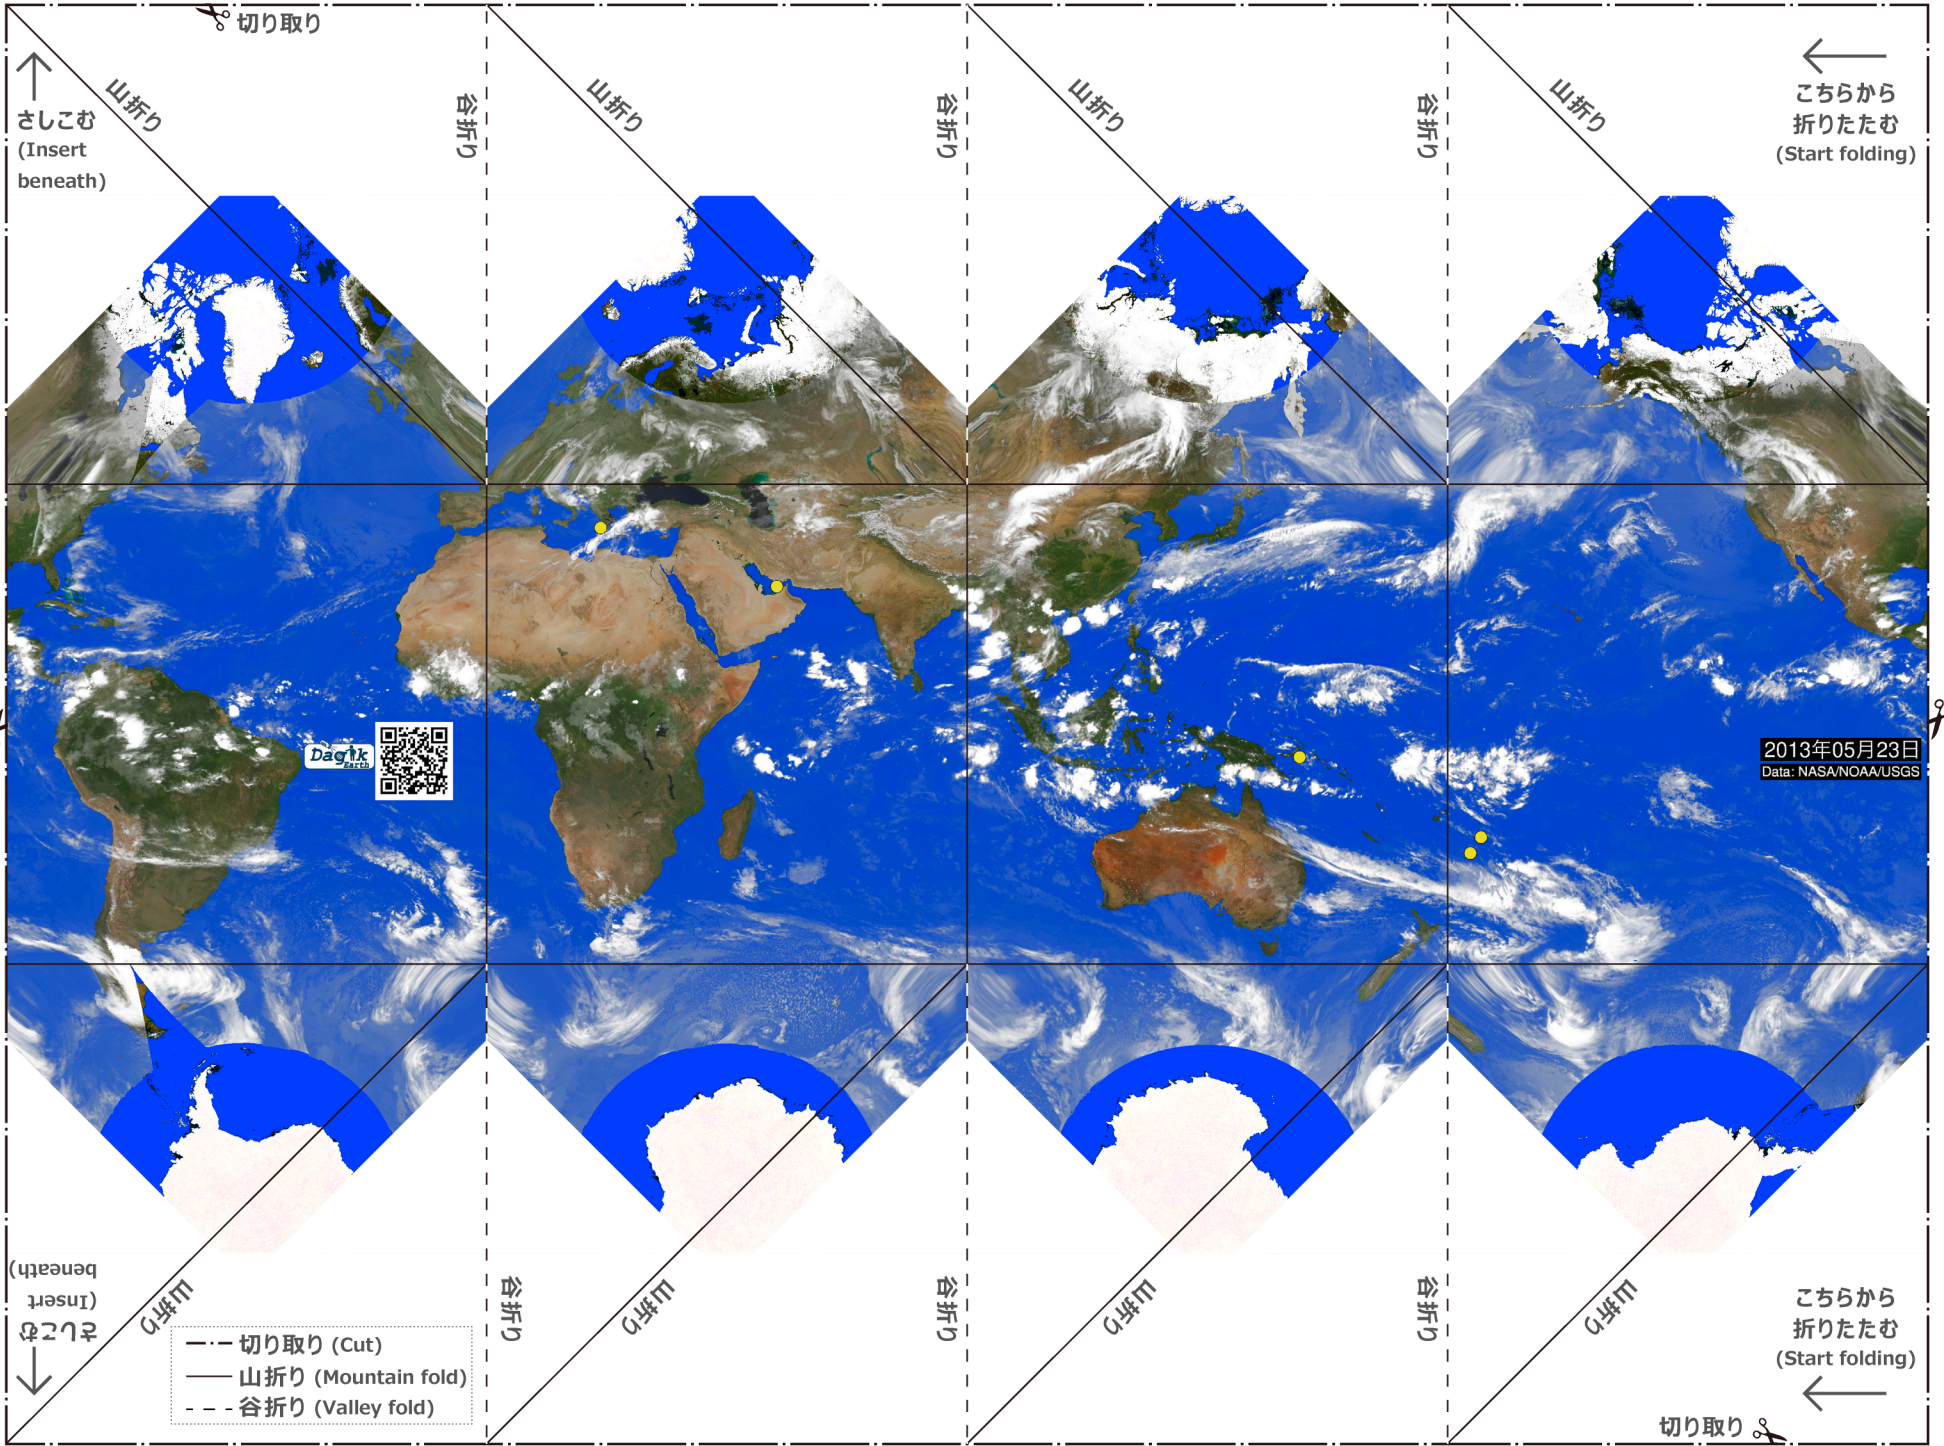 切り取り
さしこむ
(Insert
beneath)
山折り
谷折り
山折り
谷折り
山折り
谷折り
山折り
こちらから
折りたたむ
(Start folding)
Dagik
Earth
2013年05月23日
Data: NASA/NOAA/USGS
さしこむ
(Insert
beneath)
山折り
谷折り
山折り
谷折り
山折り
谷折り
山折り
こちらから
折りたたむ
(Start folding)
切り取り (Cut)
山折り (Mountain fold)
谷折り (Valley fold)
切り取り